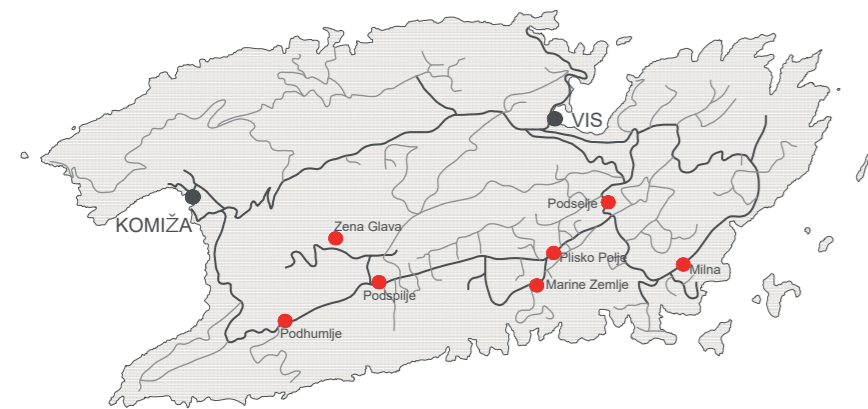 VIS
Podselje
KOMIŽA
Zena Glava
Plisko Polje
Milna
Podspilje
Marine Zemlje
Podhumlje